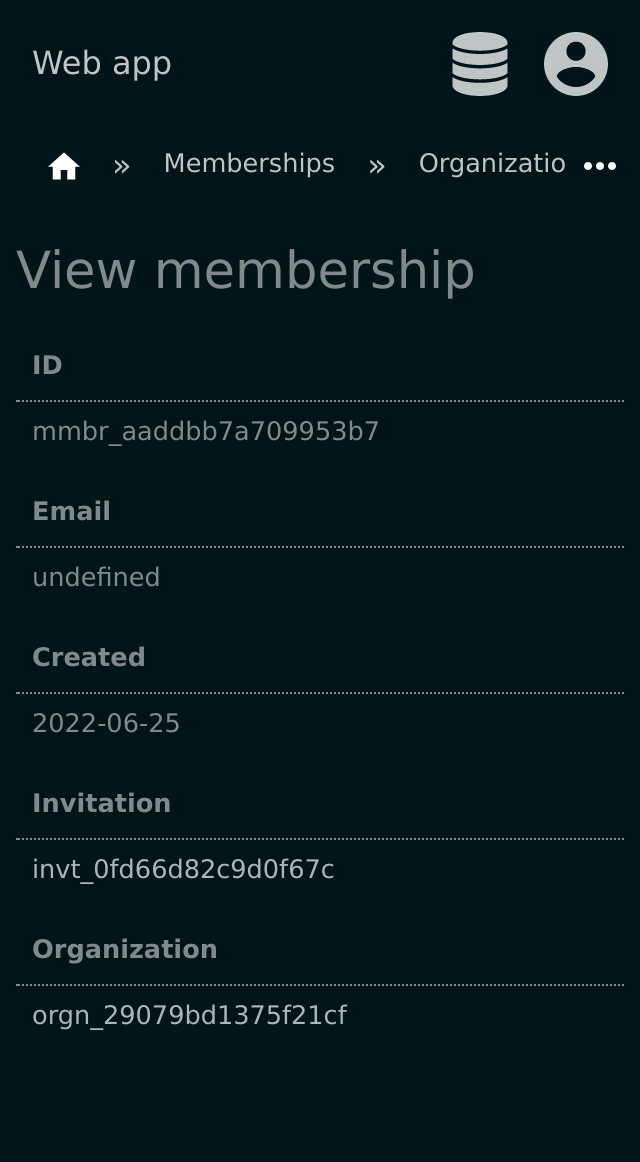 Web app
» Memberships » Organizatio
View membership
ID
mmbr_aaddbb7a709953b7
Email
undefined
Created
2022-06-25
Invitation
invt_0fd66d82c9d0f67c
Organization
orgn_29079bd1375f21cf